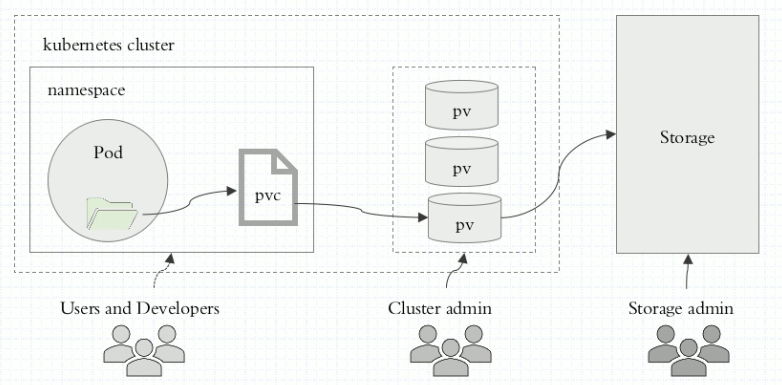 kubernetes cluster
namespace
Pod
pvc
pv
pv
pv
Storage
Users and Developers
Cluster admin
Storage admin